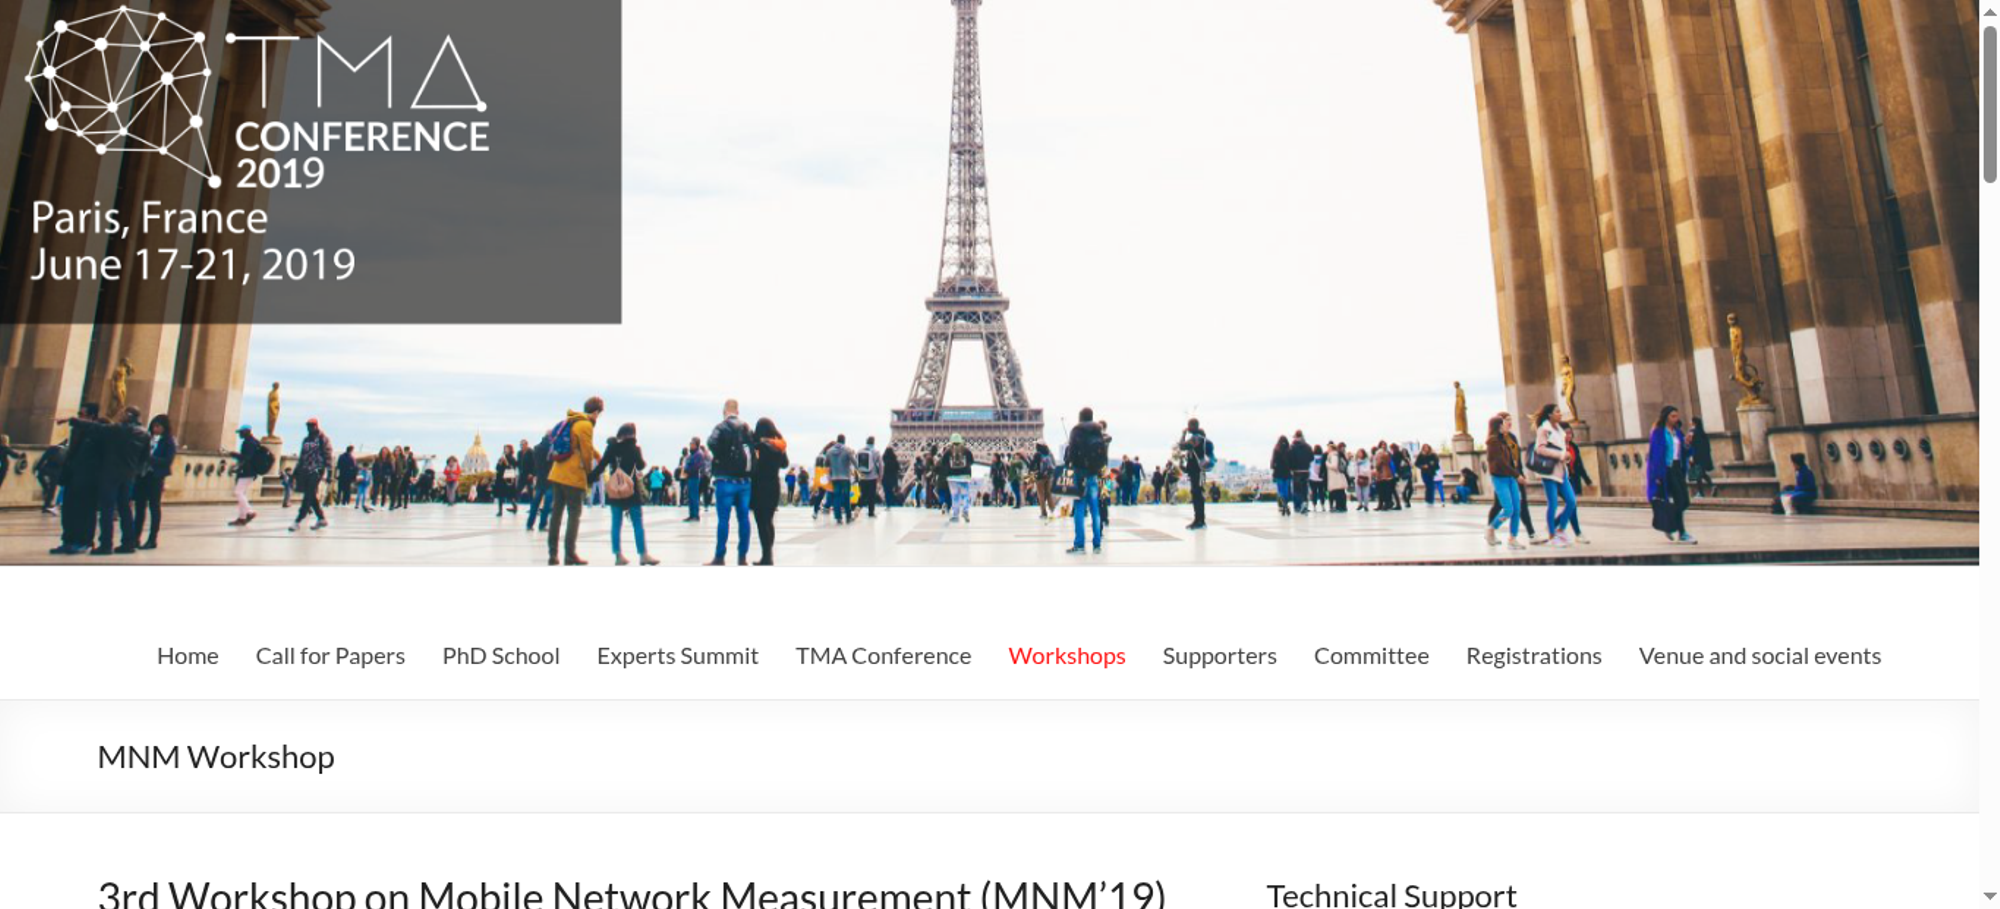 TMA
CONFERENCE
2019
Paris, France
June 17-21, 2019
Home Call for Papers PhD School Experts Summit TMA Conference Workshops Supporters Committee Registrations Venue and social events
MNM Workshop
3rd Workshop on Mobile Network Measurement (MNM’19)
Technical Support